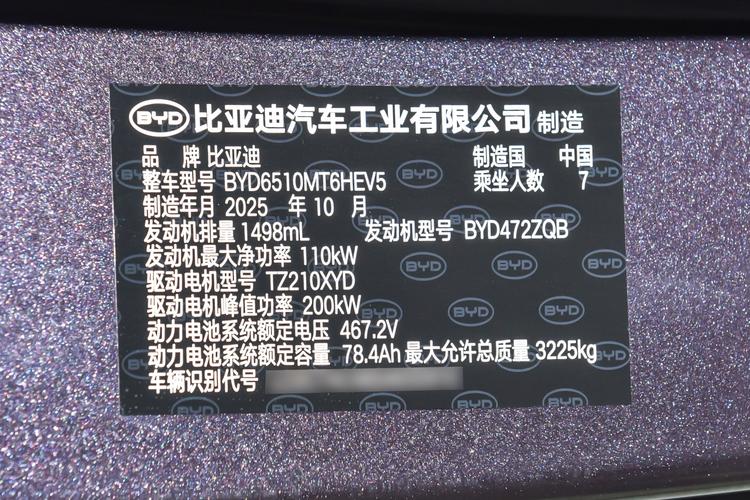 BYD 比亚迪汽车工业有限公司 制造
品 牌 比亚迪 制造国 中国
整车型号 BYD6510MT6HEV5 乘坐人数 7
制造年月 2025 年 10 月
发动机排量 1498mL 发动机型号 BYD472ZQB
发动机最大净功率 110kW
驱动电机型号 TZ210XYD
驱动电机峰值功率 200kW
动力电池系统额定电压 467.2V
动力电池系统额定容量 78.4Ah 最大允许总质量 3225kg
车辆识别代号